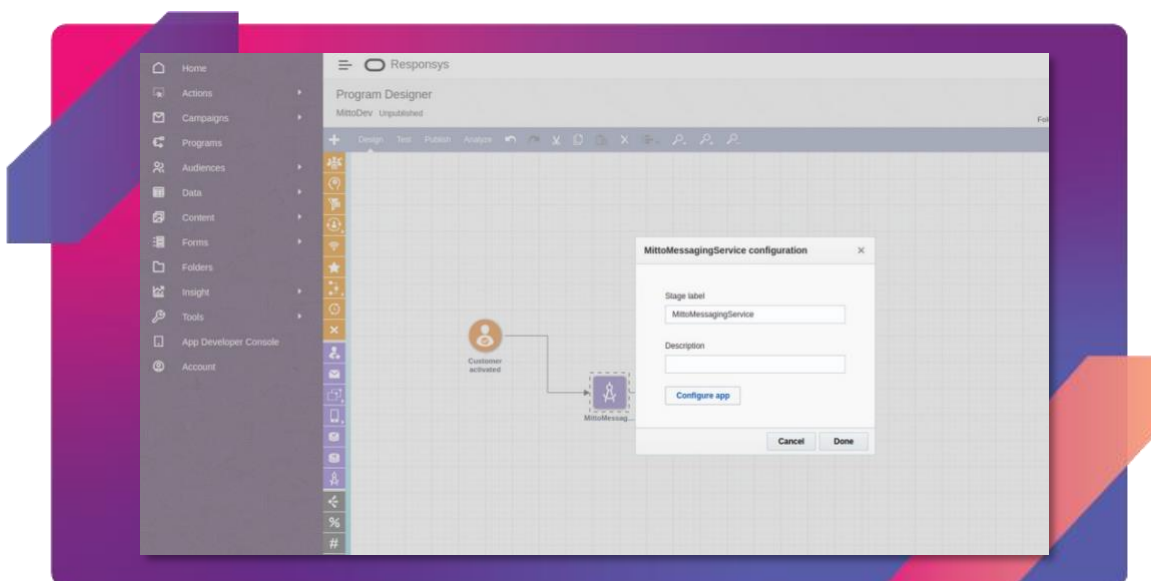 Home
Actions
Campaigns
Programs
Audiences
Data
Content
Forms
Folders
Insight
Tools
App Developer Console
Account
Responsys
Program Designer
MittoDev Unpublished
Design Test Publish Analyze
Customer
activated
MittoMessag...
MittoMessagingService configuration
Stage label
MittoMessagingService
Description
Configure app
Cancel Done